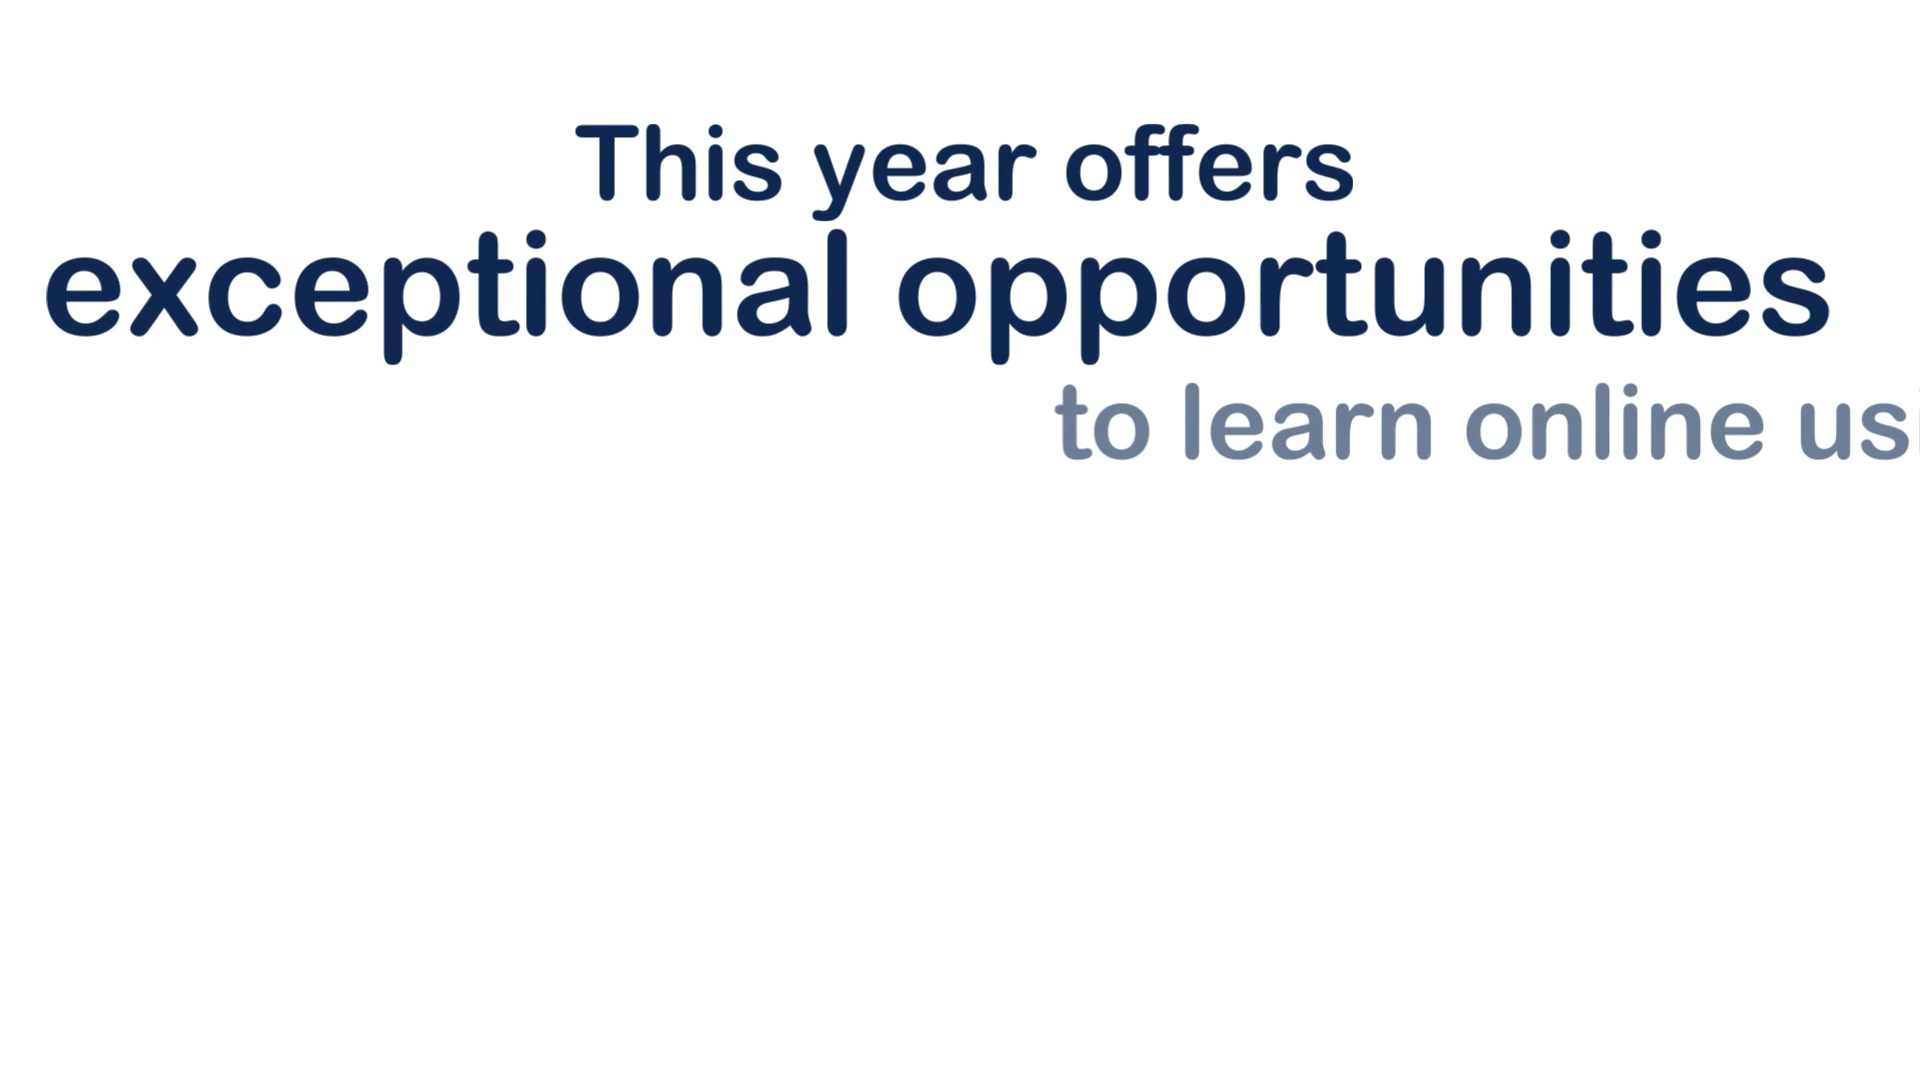 This year offers
exceptional opportunities
to learn online